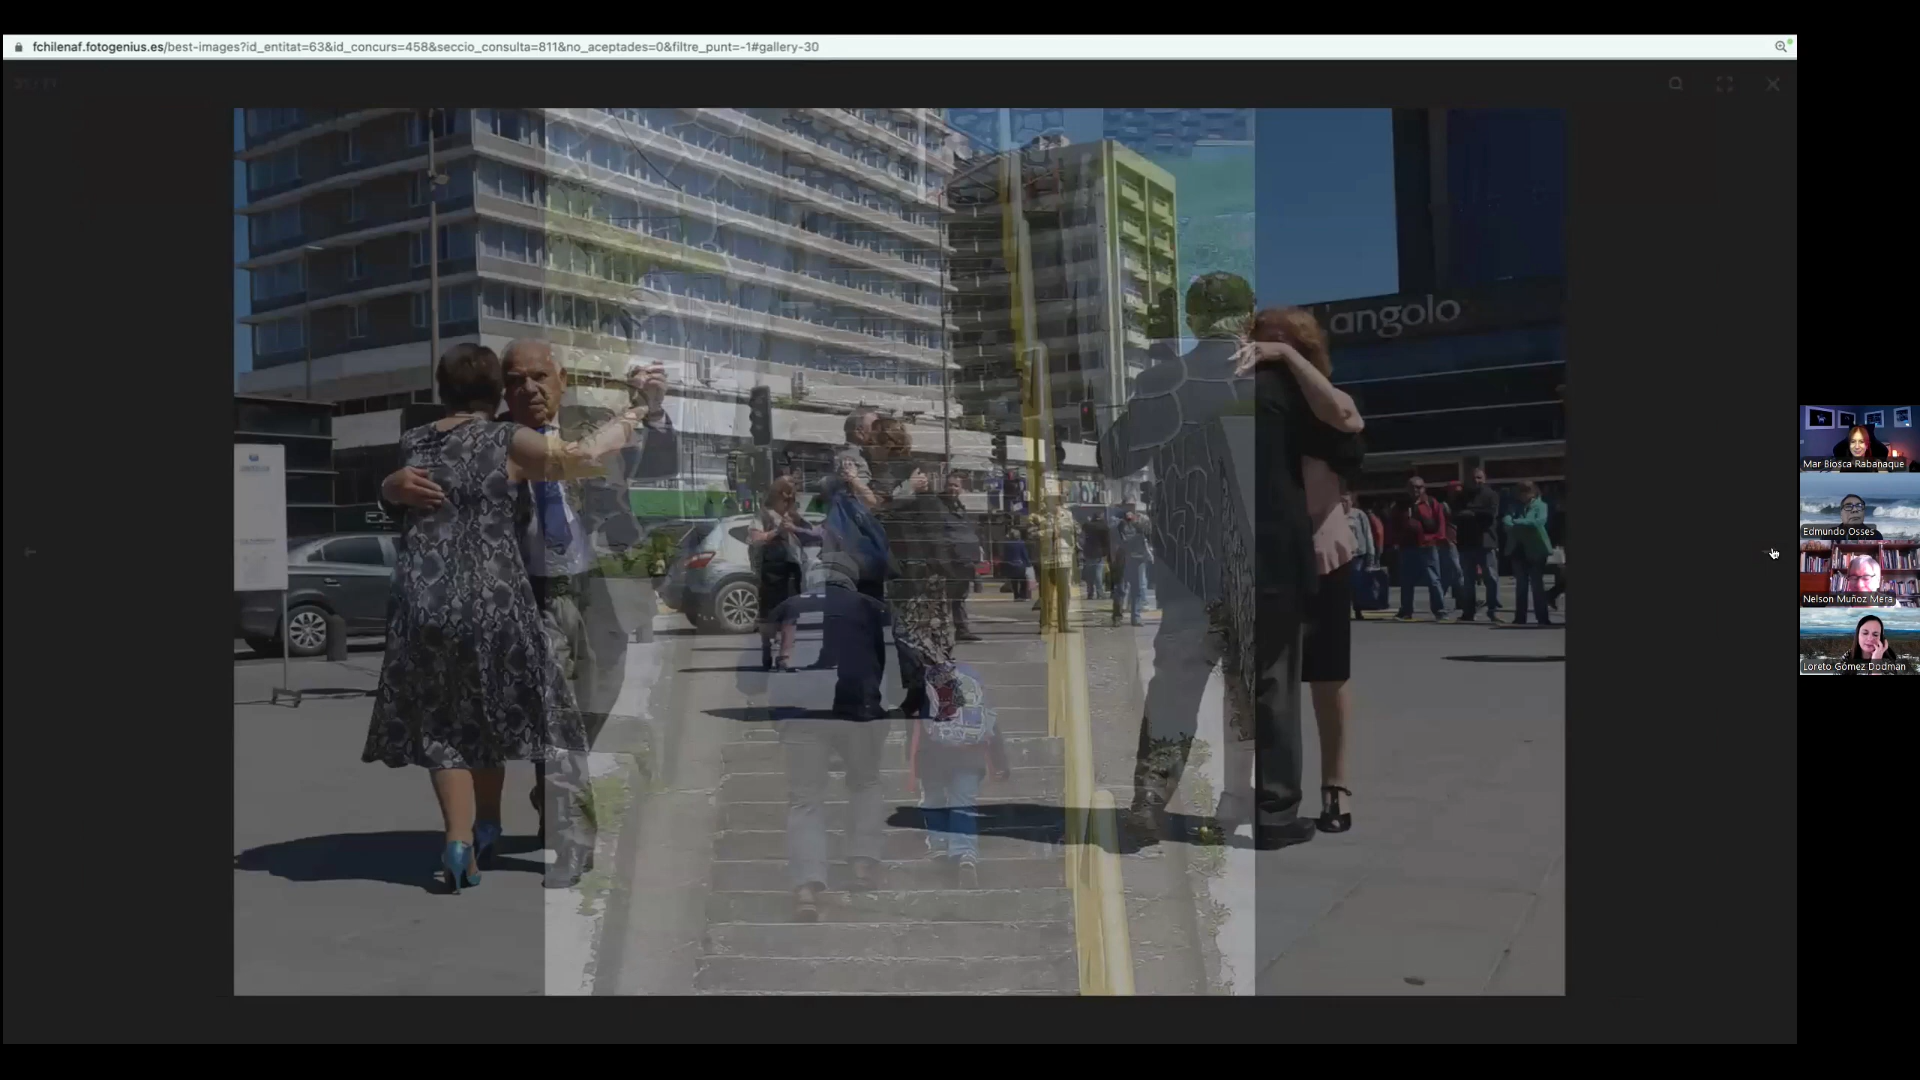 fchilenaf.fotogenius.es/best-images?id_entitat=63&id_concurs=458&seccio_consulta=811&no_aceptades=0&filtre_punt=-1#gallery-30
L'angolo
Mar Biosca Rabanaque
Edmundo Osses
Nelson Muñoz Mera
Loreto Gómez Dodman